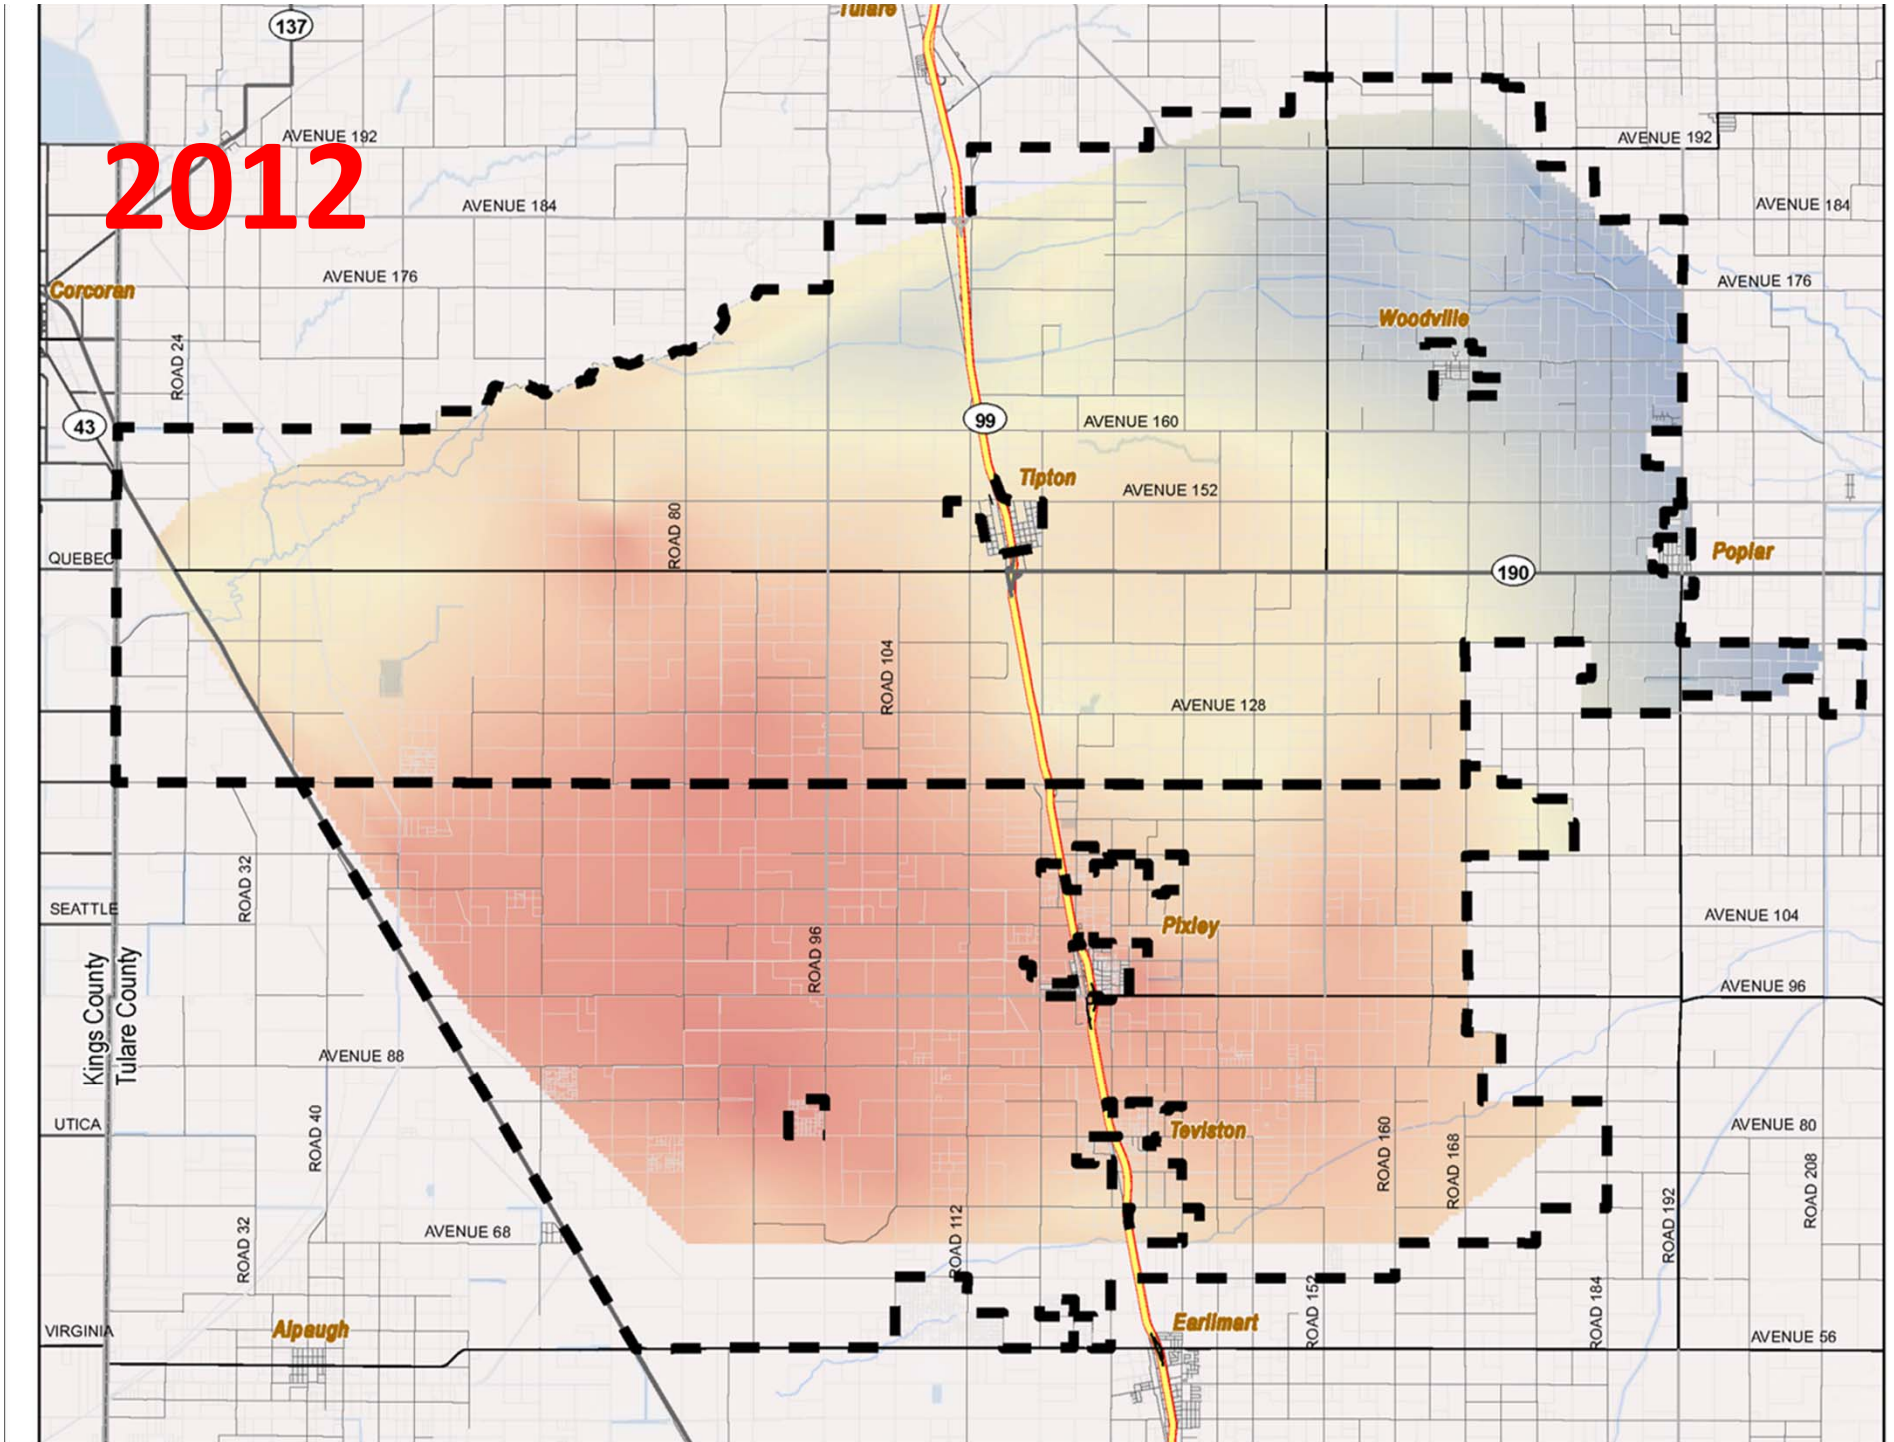 Tulare
137
AVENUE 192
AVENUE 192
2012
AVENUE 184
AVENUE 184
AVENUE 176
AVENUE 176
Corcoran
Woodville
ROAD 24
43
99
AVENUE 160
Tipton
AVENUE 152
ROAD 80
QUEBEC
190
Poplar
ROAD 104
AVENUE 128
ROAD 32
SEATTLE
Pixley
AVENUE 104
ROAD 96
AVENUE 96
Kings County
Tulare County
AVENUE 88
UTICA
ROAD 40
Teviston
AVENUE 80
ROAD 160
ROAD 168
ROAD 208
ROAD 192
AVENUE 68
ROAD 32
ROAD 112
VIRGINIA
Alpaugh
Earlimart
ROAD 152
ROAD 184
AVENUE 56